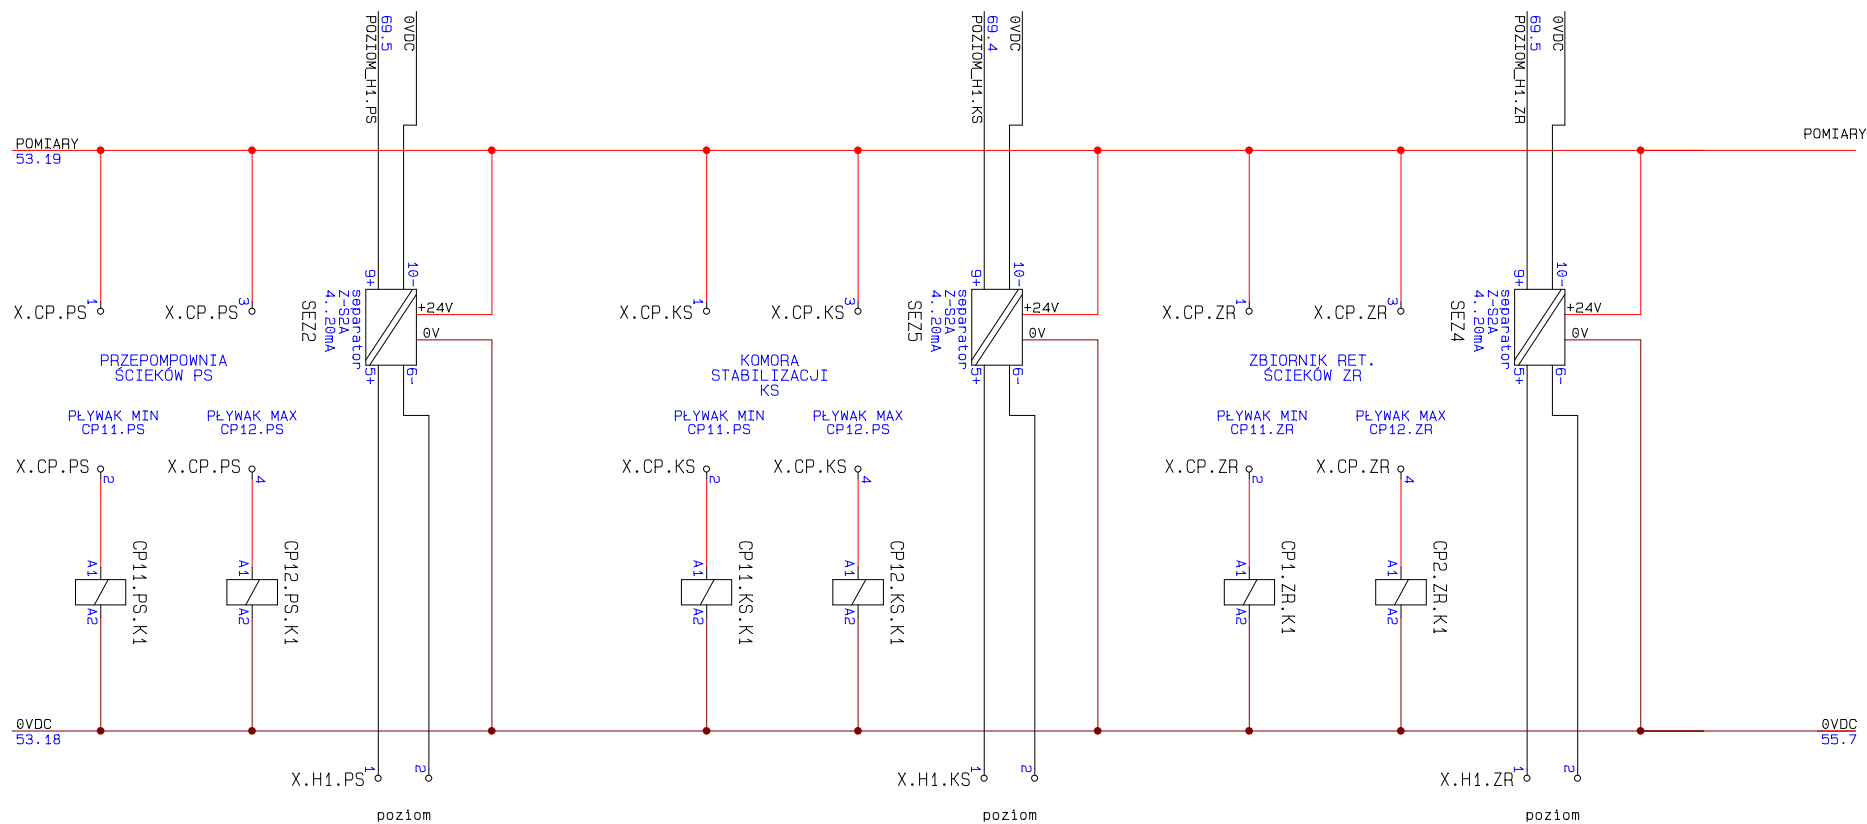 0VDC
69.5
POZIOM_H1.PS
0VDC
69.4
POZIOM_H1.KS
0VDC
69.5
POZIOM_H1.ZR
POMIARY
53.19
POMIARY
X.CP.PS 1
X.CP.PS 3
SEZ2
separator
Z-S2A
4..20mA
9+
10-
+24V
0V
5+
6-
X.CP.KS 1
X.CP.KS 3
SEZ5
separator
Z-S2A
4..20mA
9+
10-
+24V
0V
5+
6-
X.CP.ZR 1
X.CP.ZR 3
SEZ4
separator
Z-S2A
4..20mA
9+
10-
+24V
0V
5+
6-
PRZEPOMPOWNIA
ŚCIEKÓW PS
KOMORA
STABILIZACJI
KS
ZBIORNIK RET.
ŚCIEKÓW ZR
PŁYWAK MIN
CP11.PS
PŁYWAK MAX
CP12.PS
PŁYWAK MIN
CP11.PS
PŁYWAK MAX
CP12.PS
PŁYWAK MIN
CP11.ZR
PŁYWAK MAX
CP12.ZR
X.CP.PS 2
X.CP.PS 4
X.CP.KS 2
X.CP.KS 4
X.CP.ZR 2
X.CP.ZR 4
A1
A2
CP11.PS.K1
A1
A2
CP12.PS.K1
A1
A2
CP11.KS.K1
A1
A2
CP12.KS.K1
A1
A2
CP1.ZR.K1
A1
A2
CP2.ZR.K1
0VDC
53.18
0VDC
55.7
X.H1.PS 1 2
X.H1.KS 1 2
X.H1.ZR 1 2
poziom
poziom
poziom